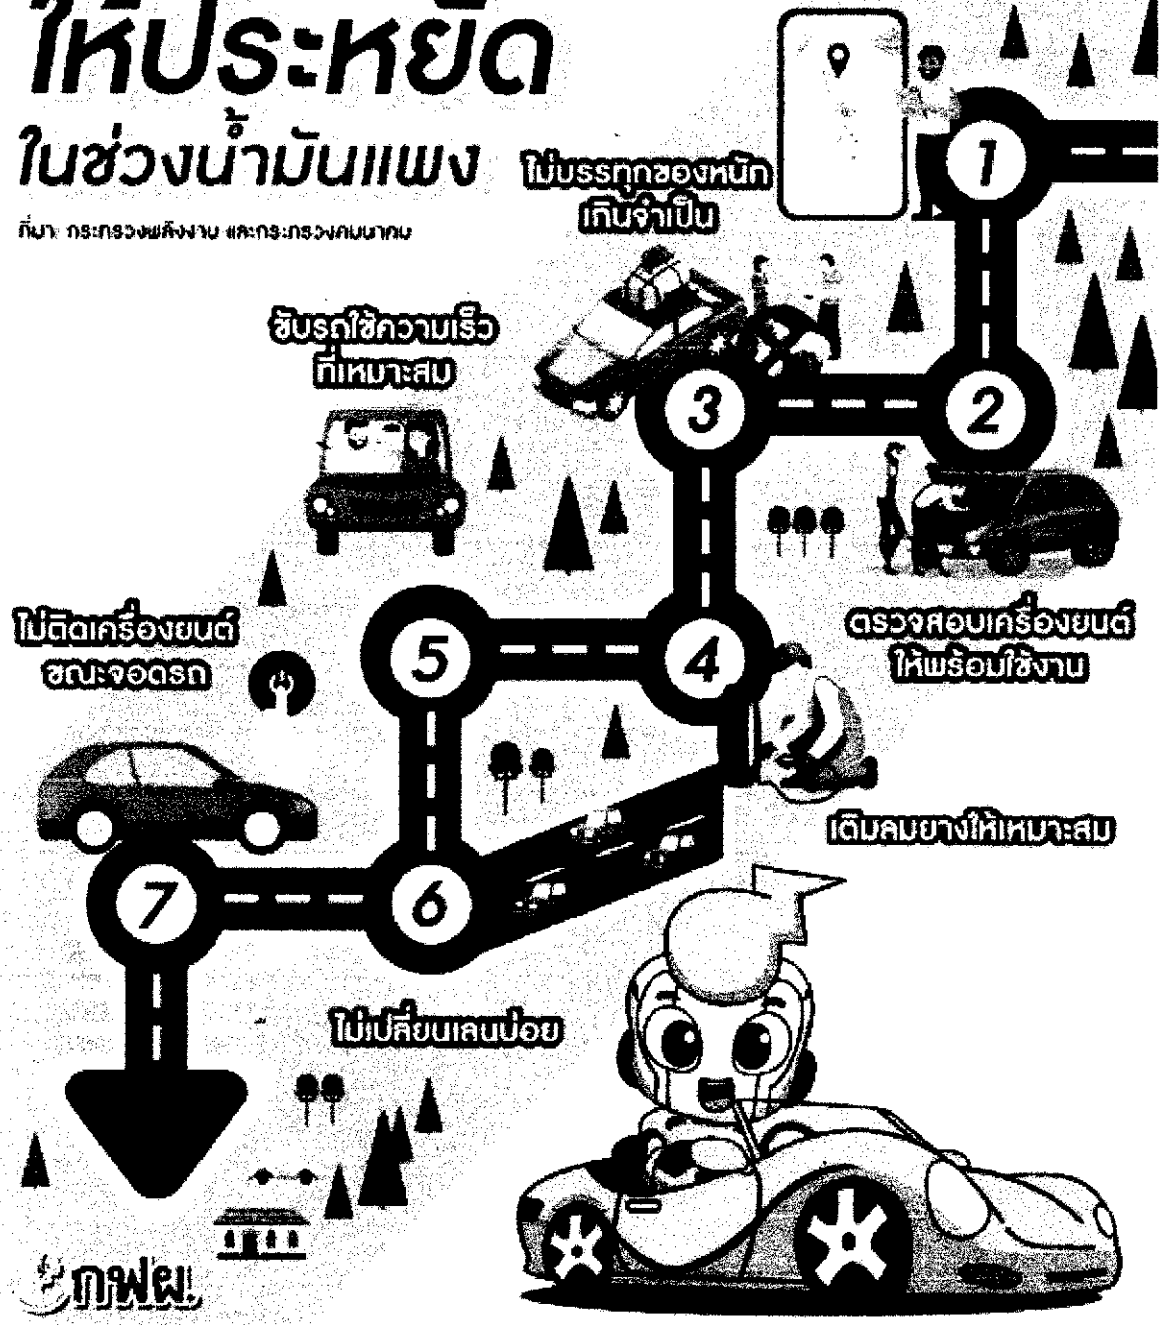 ให้ประหยัด
ในช่วงน้ำมันแพง
ที่มา: กระทรวงพลังงาน และกระทรวงคมนาคม
1
ไม่บรรทุกของหนัก
เกินจำเป็น
ขับรถใช้ความเร็ว
ที่เหมาะสม
3
2
ไม่ติดเครื่องยนต์
ขณะจอดรถ
5
4
ตรวจสอบเครื่องยนต์
ให้พร้อมใช้งาน
เติมลมยางให้เหมาะสม
7
6
ไม่เปลี่ยนเลนบ่อย
กฟผ.